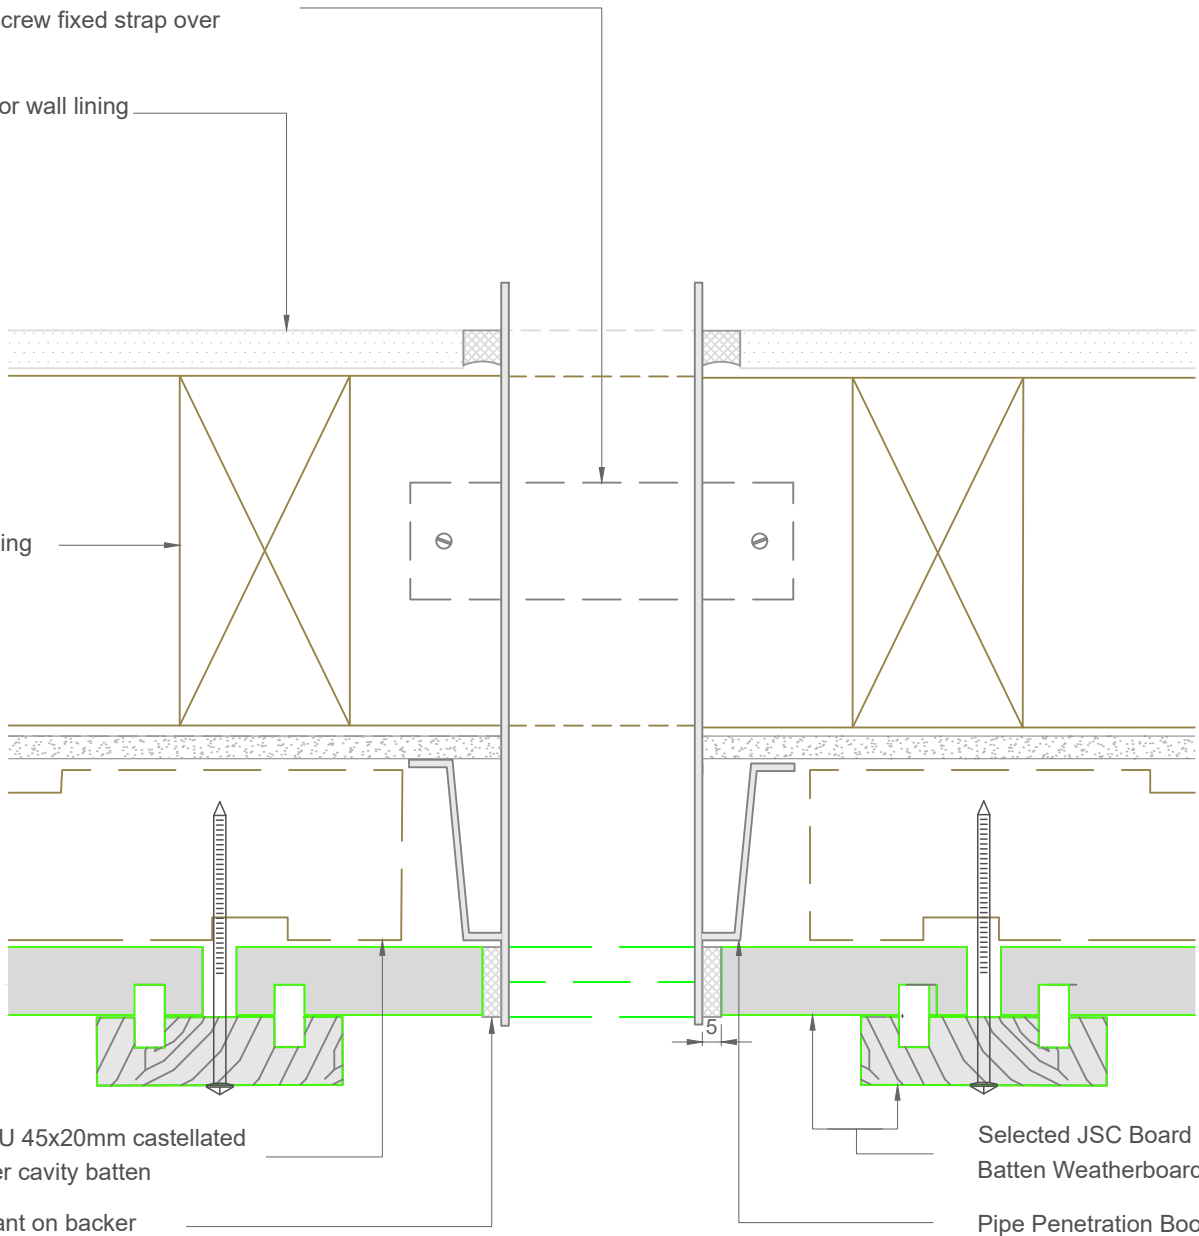 crew fixed strap over
or wall lining
ing
5
U 45x20mm castellated
er cavity batten
ant on backer
Selected JSC Board
Batten Weatherboard
Pipe Penetration Boo